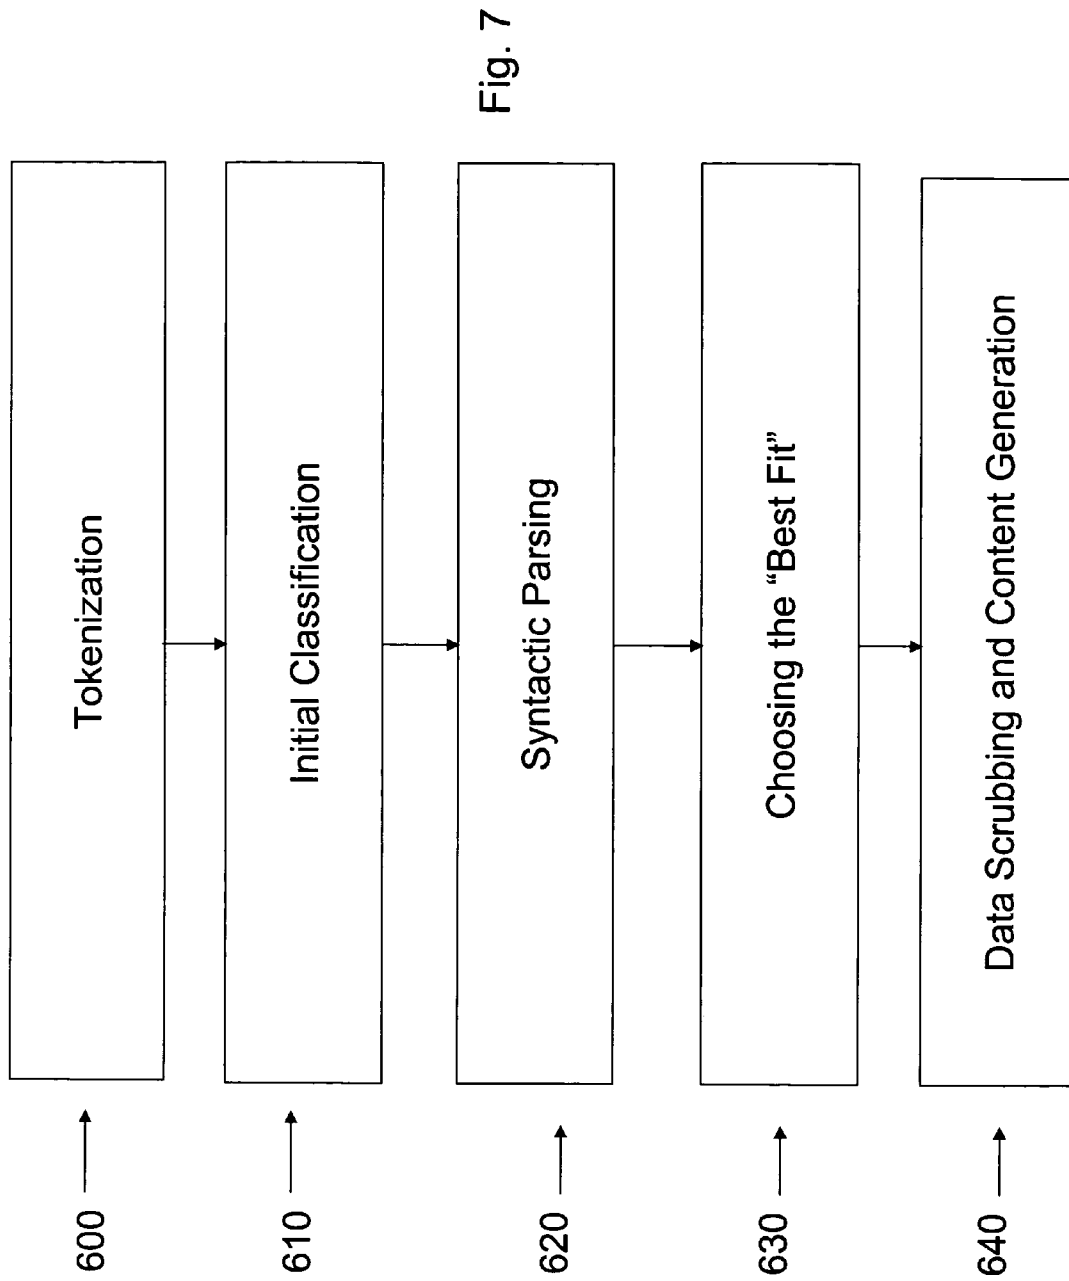 600
Tokenization
610
Initial Classification
620
Syntactic Parsing
630
Choosing the “Best Fit”
640
Data Scrubbing and Content Generation
Fig. 7